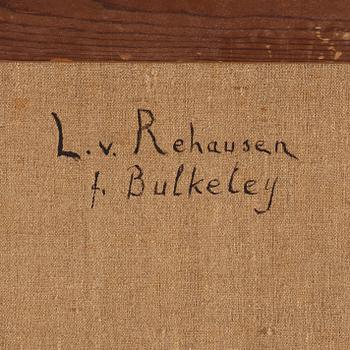 L. v. Rehausen
f. Bulkeley